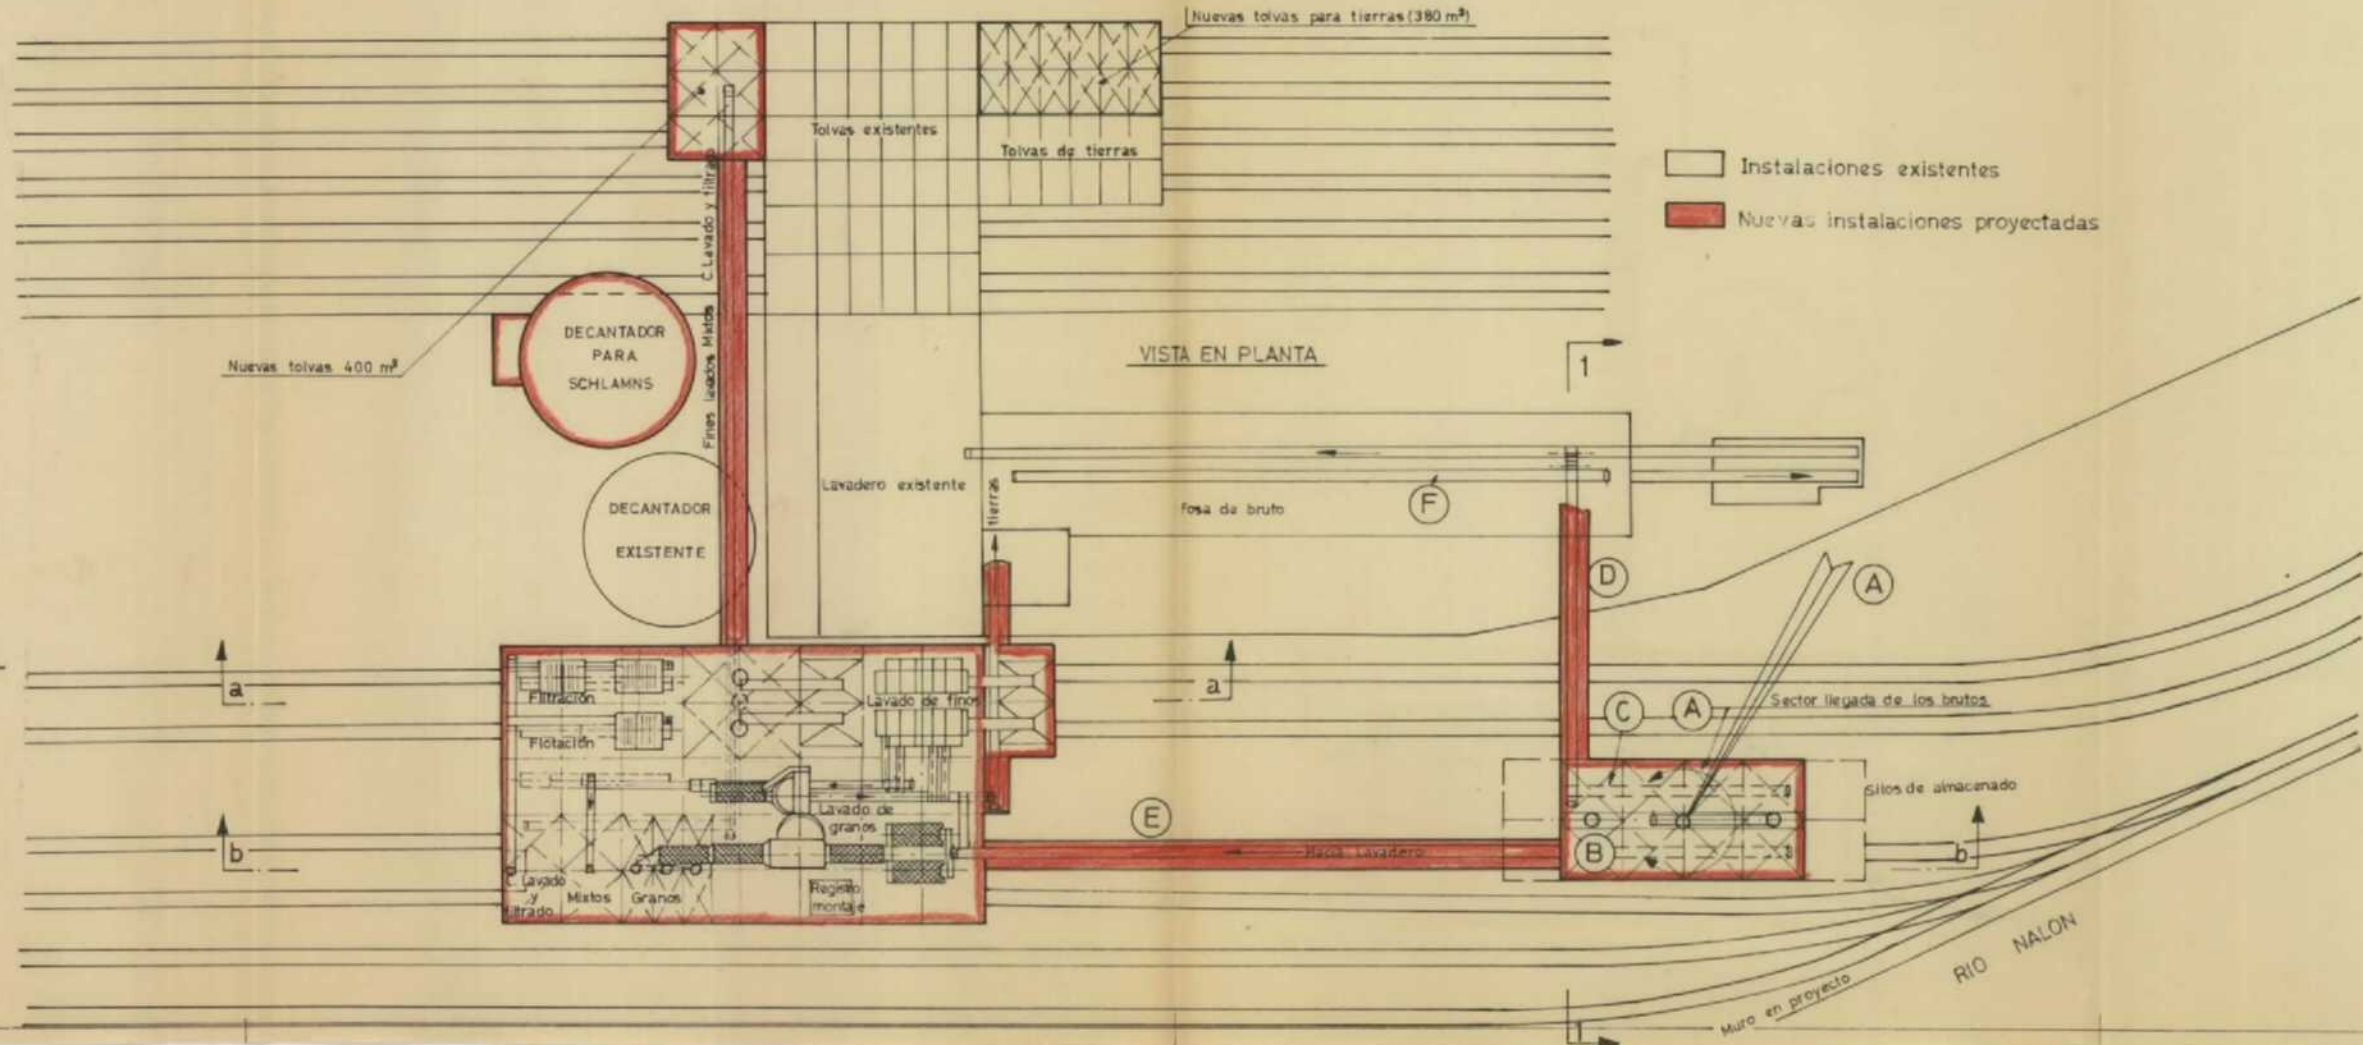 Nuevas tolvas para tierras (380 m³)
Tolvas existentes
Tolvas de tierras
Instalaciones existentes
Nuevas instalaciones proyectadas
Fines lavados Mixtos C. Lavado y filtrado
DECANTADOR
PARA
SCHLAMNS
Nuevas tolvas 400 m³
VISTA EN PLANTA
1
DECANTADOR
EXISTENTE
Lavadero existente
tierras
Fosa de bruto
F
D
A
a
a
Filtración
Lavado de finos
C
A
Sector llegada de los brutos
Flotación
Silos de almacenado
Lavado de
granos
E
B
b
b
Hacia Lavadero
C. Lavado
y
filtrado
Mixtos
Granos
Registro
montaje
RIO NALON
Muro en proyecto
1